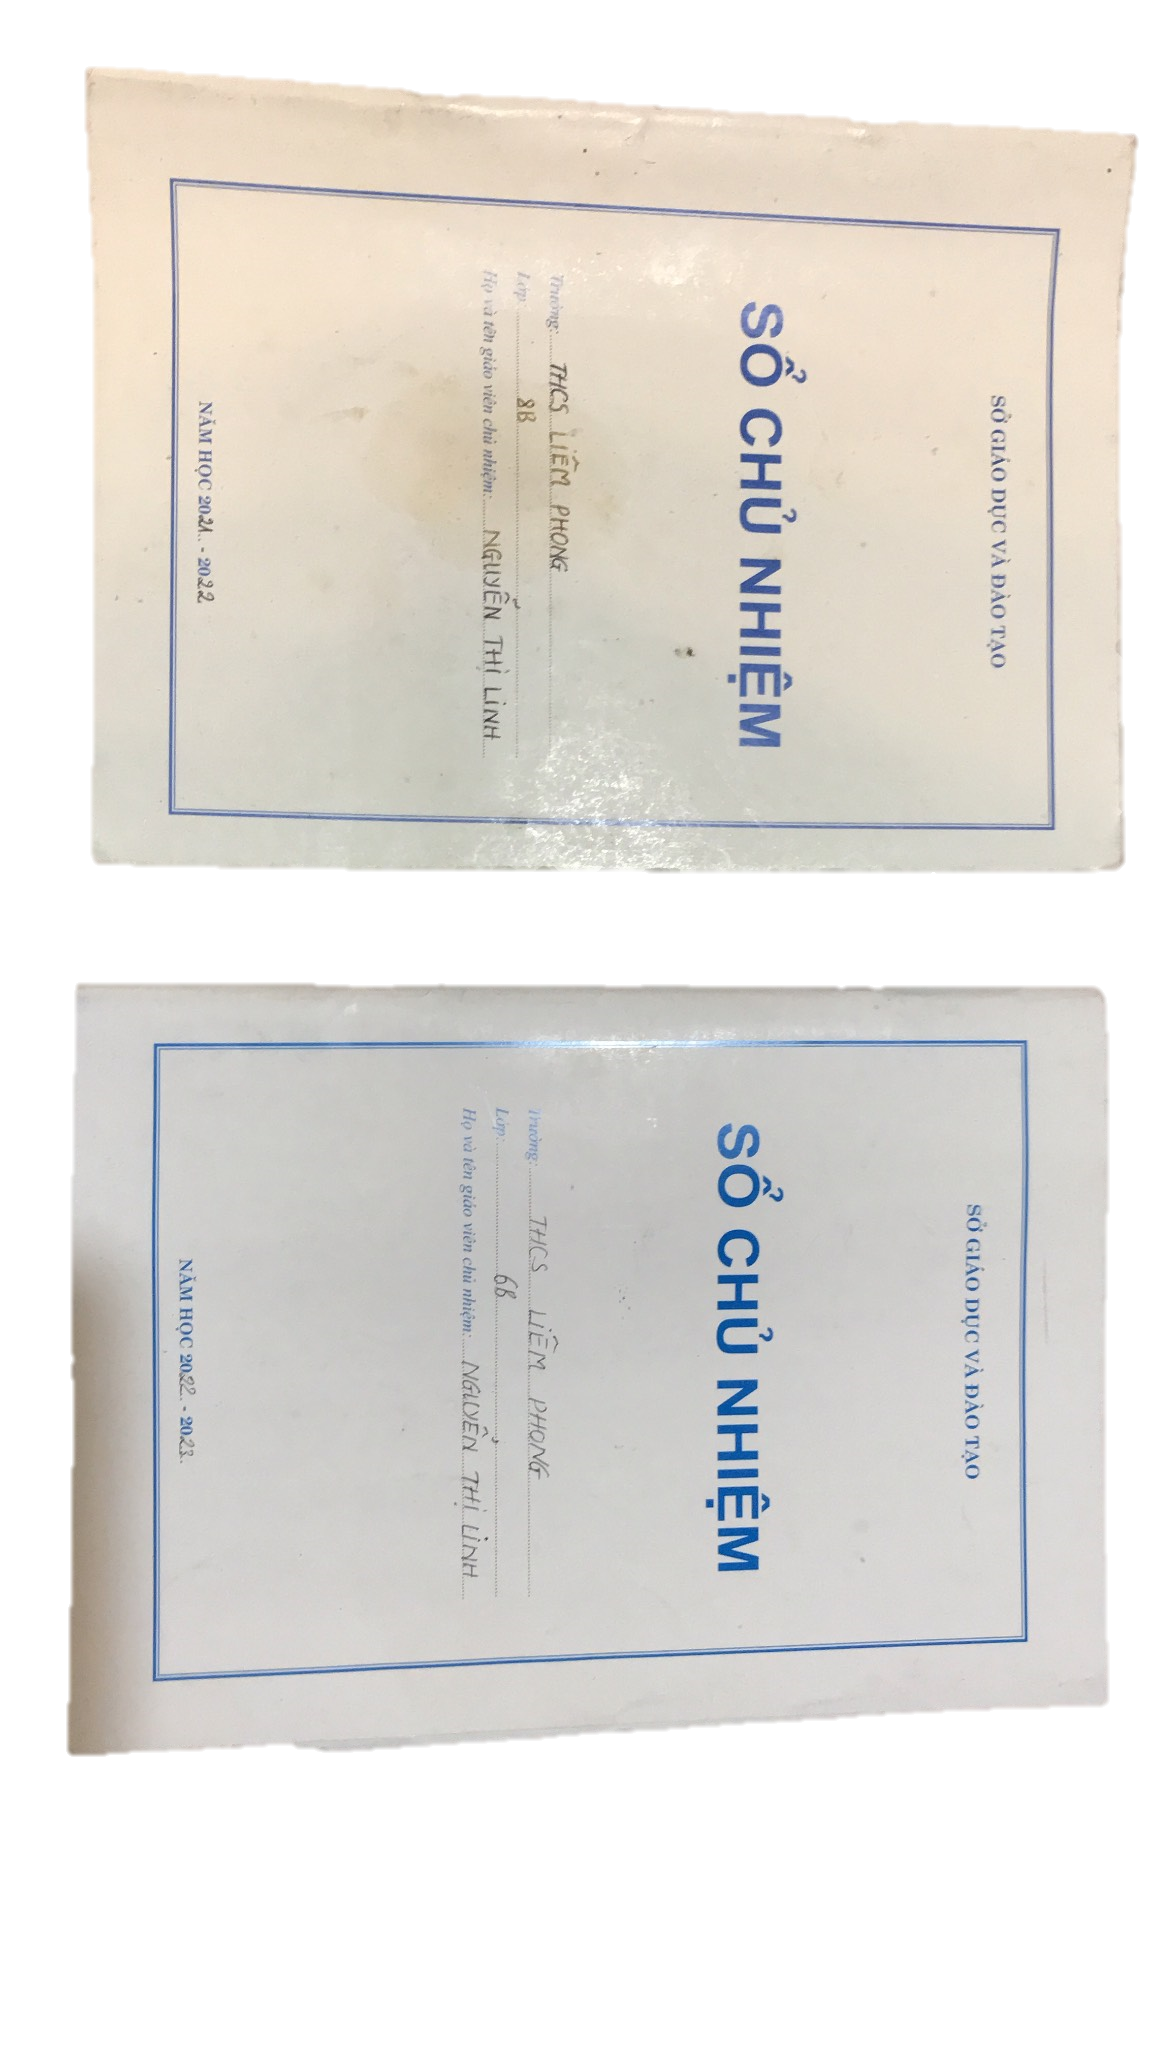 SỞ GIÁO DỤC VÀ ĐÀO TẠO
SỔ CHỦ NHIỆM
Trường: THCS LIÊM PHONG
Lớp: 8B
Họ và tên giáo viên chủ nhiệm: NGUYỄN THỊ LINH
NĂM HỌC 2021 - 2022
SỞ GIÁO DỤC VÀ ĐÀO TẠO
SỔ CHỦ NHIỆM
Trường: THCS LIÊM PHONG
Lớp: 6B
Họ và tên giáo viên chủ nhiệm: NGUYỄN THỊ LINH
NĂM HỌC 2022 - 2023